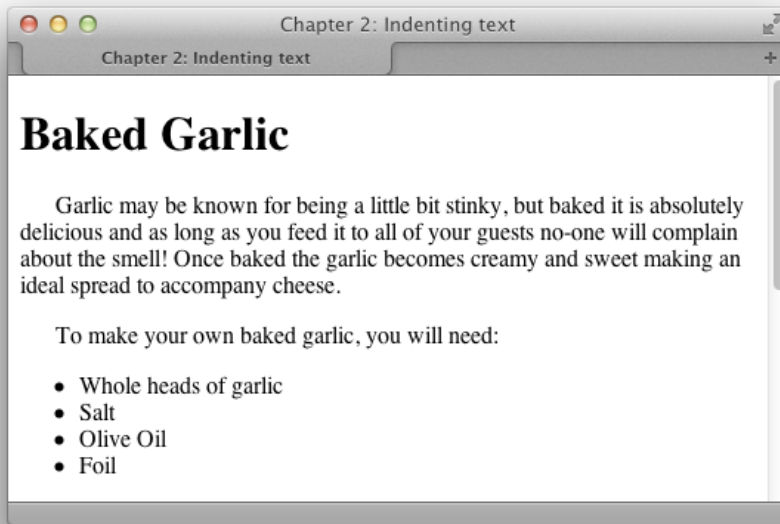 Chapter 2: Indenting text
Chapter 2: Indenting text
+
Baked Garlic
Garlic may be known for being a little bit stinky, but baked it is absolutely
delicious and as long as you feed it to all of your guests no-one will complain
about the smell! Once baked the garlic becomes creamy and sweet making an
ideal spread to accompany cheese.
To make your own baked garlic, you will need:
• Whole heads of garlic
• Salt
• Olive Oil
• Foil